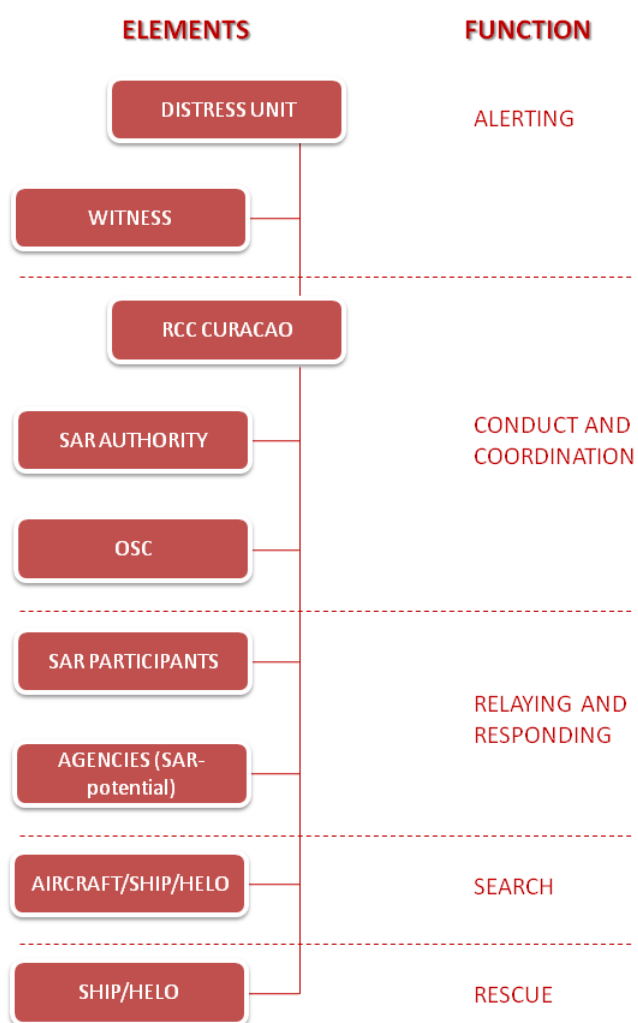 ELEMENTS
FUNCTION
DISTRESS UNIT
ALERTING
WITNESS
RCC CURACAO
SAR AUTHORITY
CONDUCT AND
COORDINATION
OSC
SAR PARTICIPANTS
RELAYING AND
RESPONDING
AGENCIES (SAR-
potential)
AIRCRAFT/SHIP/HELO
SEARCH
SHIP/HELO
RESCUE